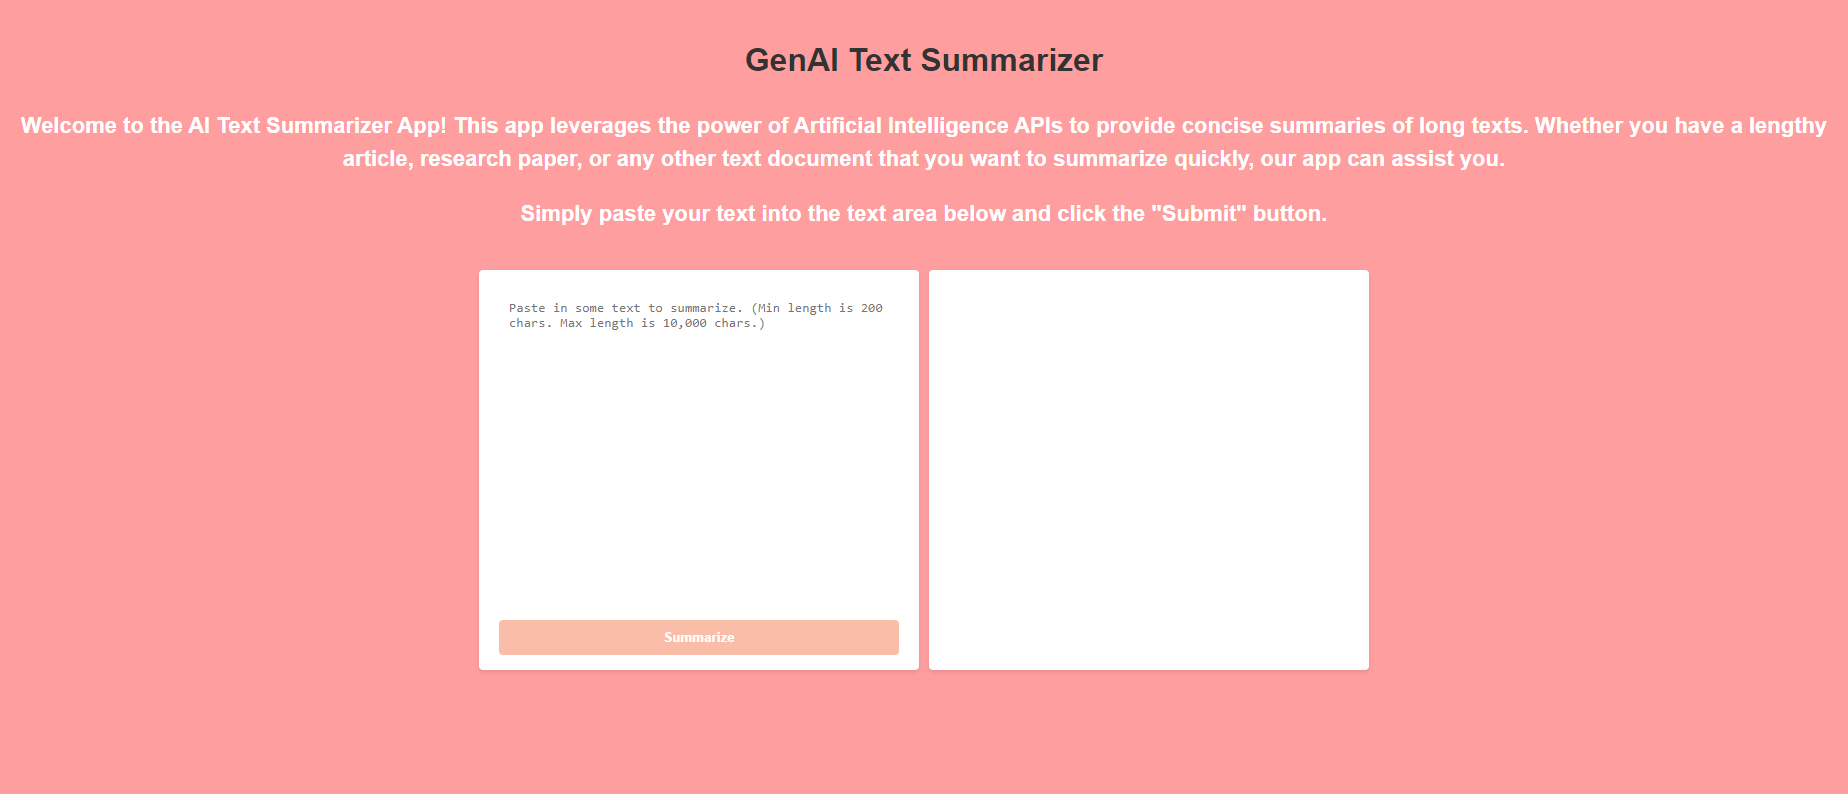 GenAI Text Summarizer
Welcome to the AI Text Summarizer App! This app leverages the power of Artificial Intelligence APIs to provide concise summaries of long texts. Whether you have a lengthy
article, research paper, or any other text document that you want to summarize quickly, our app can assist you.
Simply paste your text into the text area below and click the "Submit" button.
Paste in some text to summarize. (Min length is 200
chars. Max length is 10,000 chars.)
Summarize